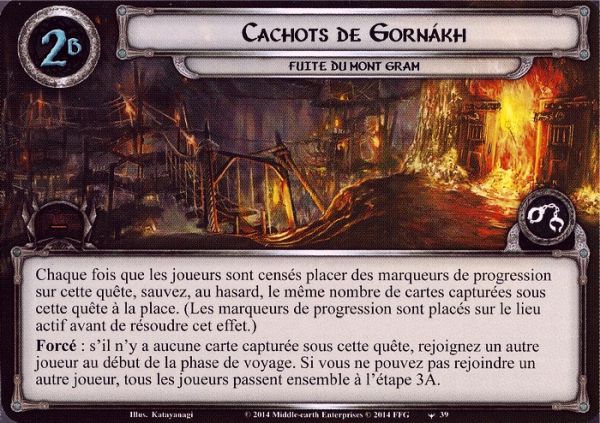 2B
Cachots de Gornákh
Fuite du Mont Gram
Chaque fois que les joueurs sont censés placer des marqueurs de progression
sur cette quête, sauvez, au hasard, le même nombre de cartes capturées sous
cette quête à la place. (Les marqueurs de progression sont placés sur le lieu
actif avant de résoudre cet effet.)
Forcé : s’il n’y a aucune carte capturée sous cette quête, rejoignez un autre
joueur au début de la phase de voyage. Si vous ne pouvez pas rejoindre un
autre joueur, tous les joueurs passent ensemble à l’étape 3A.
Illus. Katayanagi © 2014 Middle-earth Enterprises © 2014 FFG 39